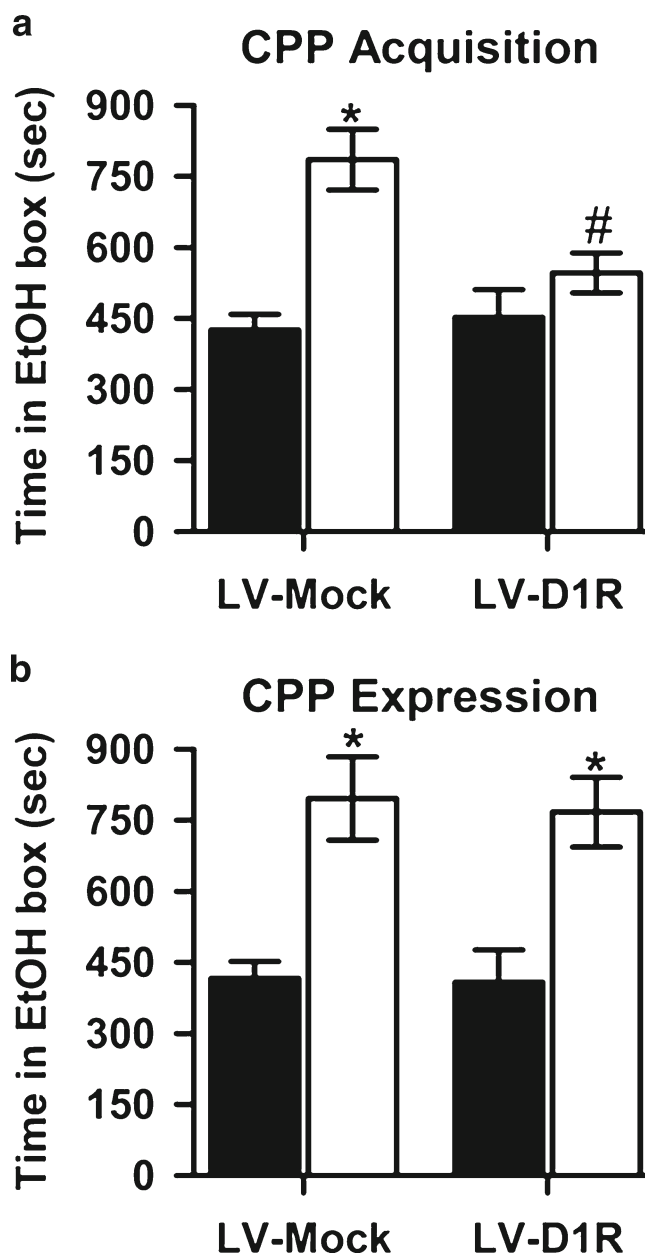 a
CPP Acquisition
Time in EtOH box (sec)
900
750
600
450
300
150
0
*
#
LV-Mock LV-D1R
b
CPP Expression
Time in EtOH box (sec)
900
750
600
450
300
150
0
*
*
LV-Mock LV-D1R